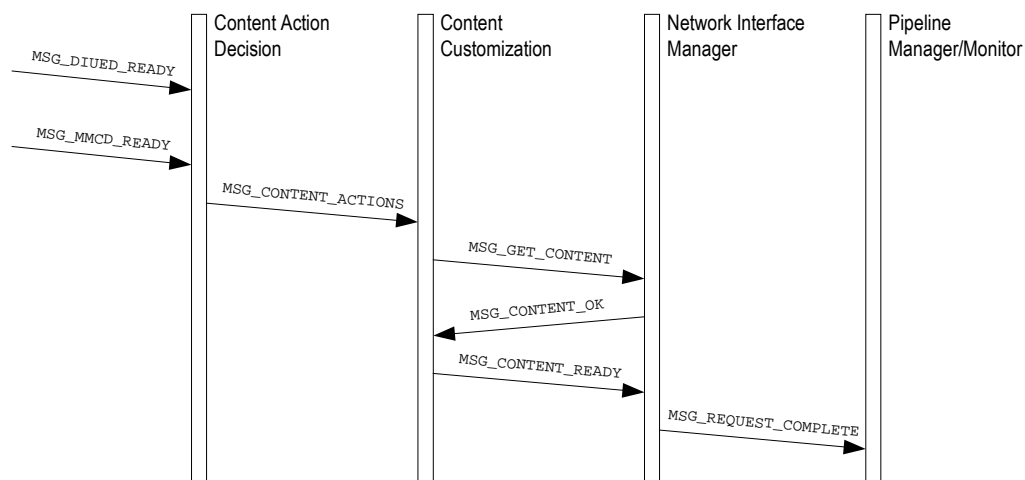 Content Action
Decision
Content
Customization
Network Interface
Manager
Pipeline
Manager/Monitor
MSG_DIUED_READY
MSG_MMCD_READY
MSG_CONTENT_ACTIONS
MSG_GET_CONTENT
MSG_CONTENT_OK
MSG_CONTENT_READY
MSG_REQUEST_COMPLETE